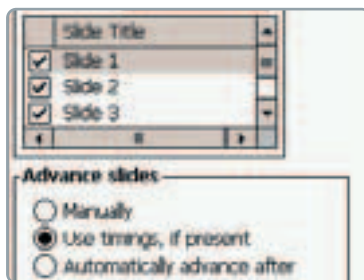 Slide Title
Slide 1
Slide 2
Slide 3
Advance slides
Manually
Use timings, if present
Automatically advance after